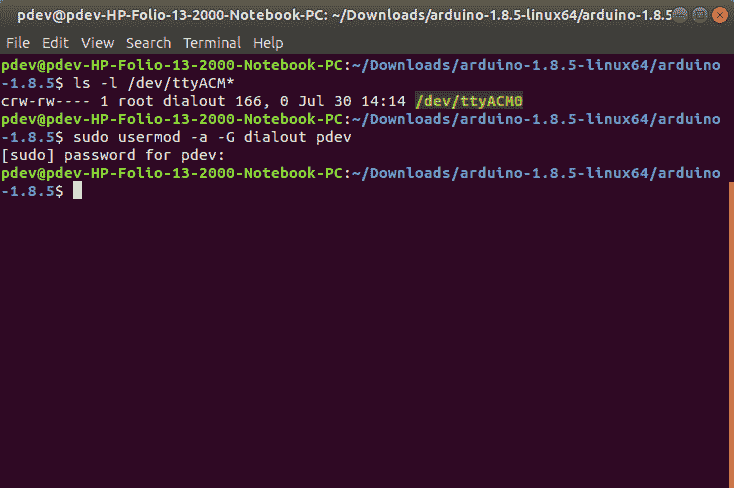 pdev@pdev-HP-Folio-13-2000-Notebook-PC: ~/Downloads/arduino-1.8.5-linux64/arduino-1.8.5
File Edit View Search Terminal Help
pdev@pdev-HP-Folio-13-2000-Notebook-PC:~/Downloads/arduino-1.8.5-linux64/arduino
-1.8.5$ ls -l /dev/ttyACM*
crw-rw---- 1 root dialout 166, 0 Jul 30 14:14 /dev/ttyACM0
pdev@pdev-HP-Folio-13-2000-Notebook-PC:~/Downloads/arduino-1.8.5-linux64/arduino
-1.8.5$ sudo usermod -a -G dialout pdev
[sudo] password for pdev:
pdev@pdev-HP-Folio-13-2000-Notebook-PC:~/Downloads/arduino-1.8.5-linux64/arduino
-1.8.5$